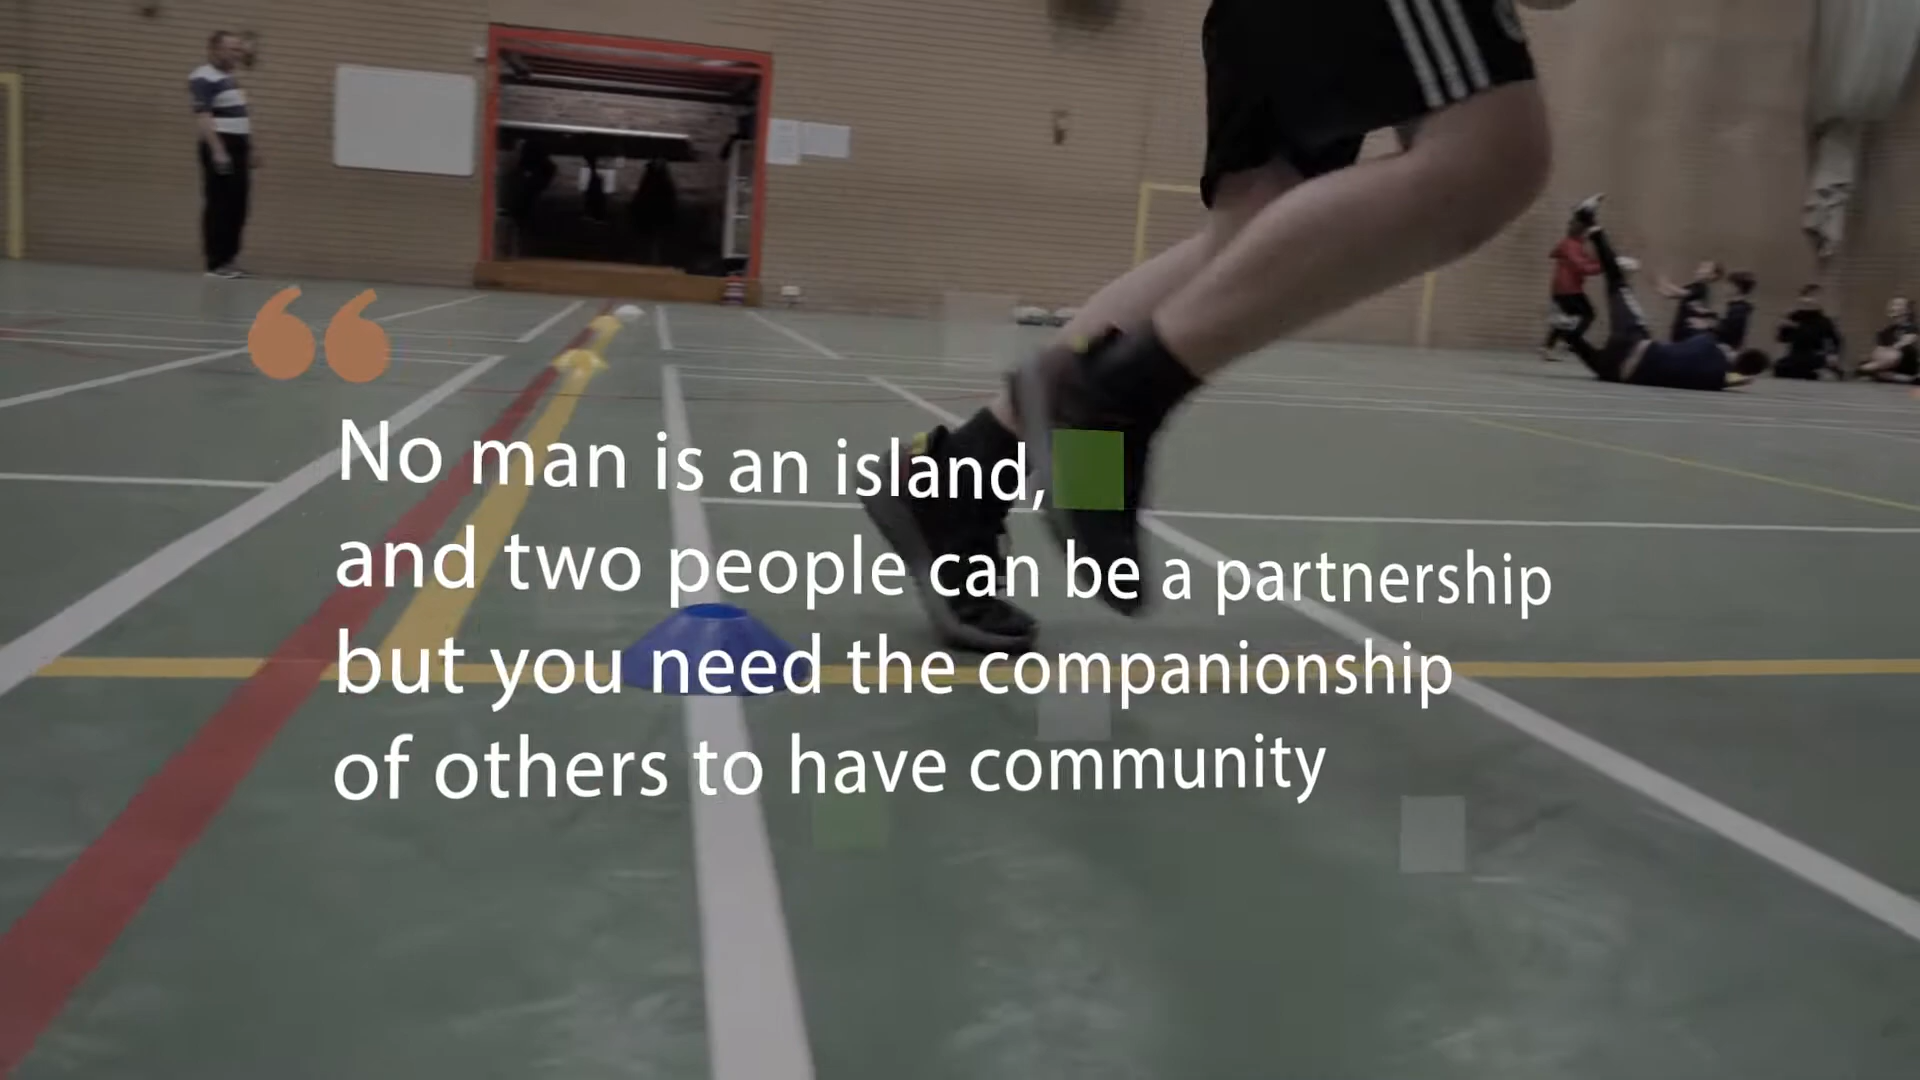 “
No man is an island,
and two people can be a partnership
but you need the companionship
of others to have community